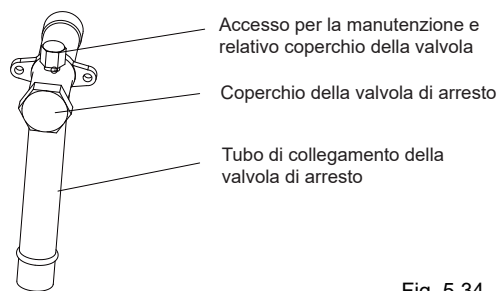 Accesso per la manutenzione e
relativo coperchio della valvola
Coperchio della valvola di arresto
Tubo di collegamento della
valvola di arresto
Fig. 5.34